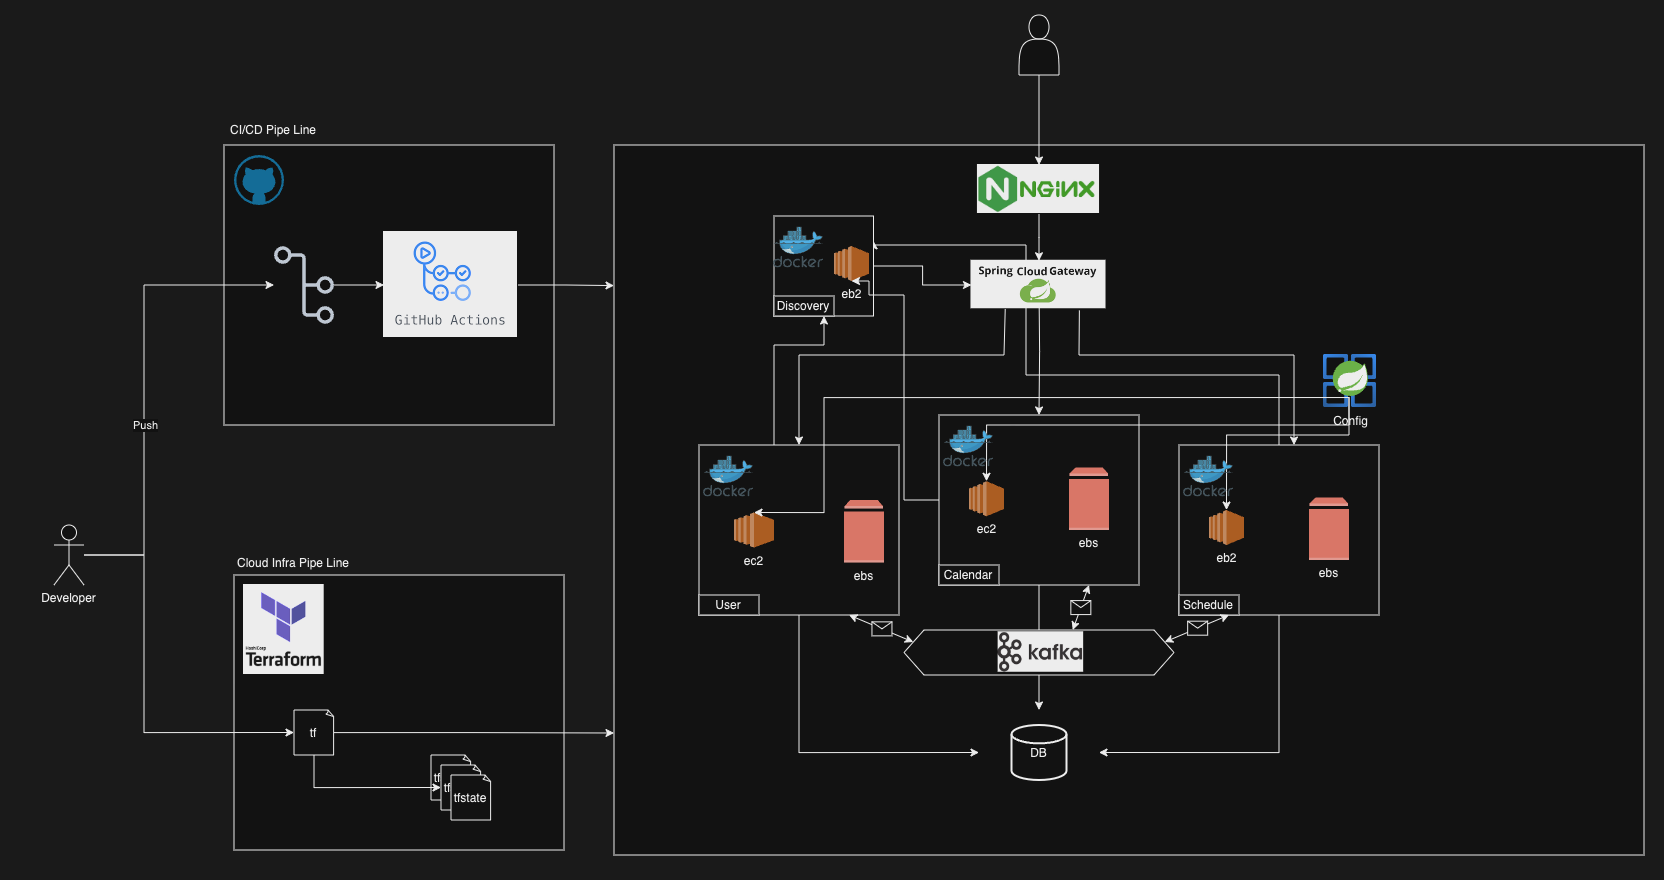 CI/CD Pipe Line
GitHub Actions
Push
Developer
Cloud Infra Pipe Line
HashiCorp
Terraform
tf
tf
tf
tfstate
NGINX
Spring Cloud Gateway
docker
eb2
Discovery
Config
docker
ec2
ebs
User
docker
ec2
ebs
Calendar
docker
eb2
ebs
Schedule
kafka
DB